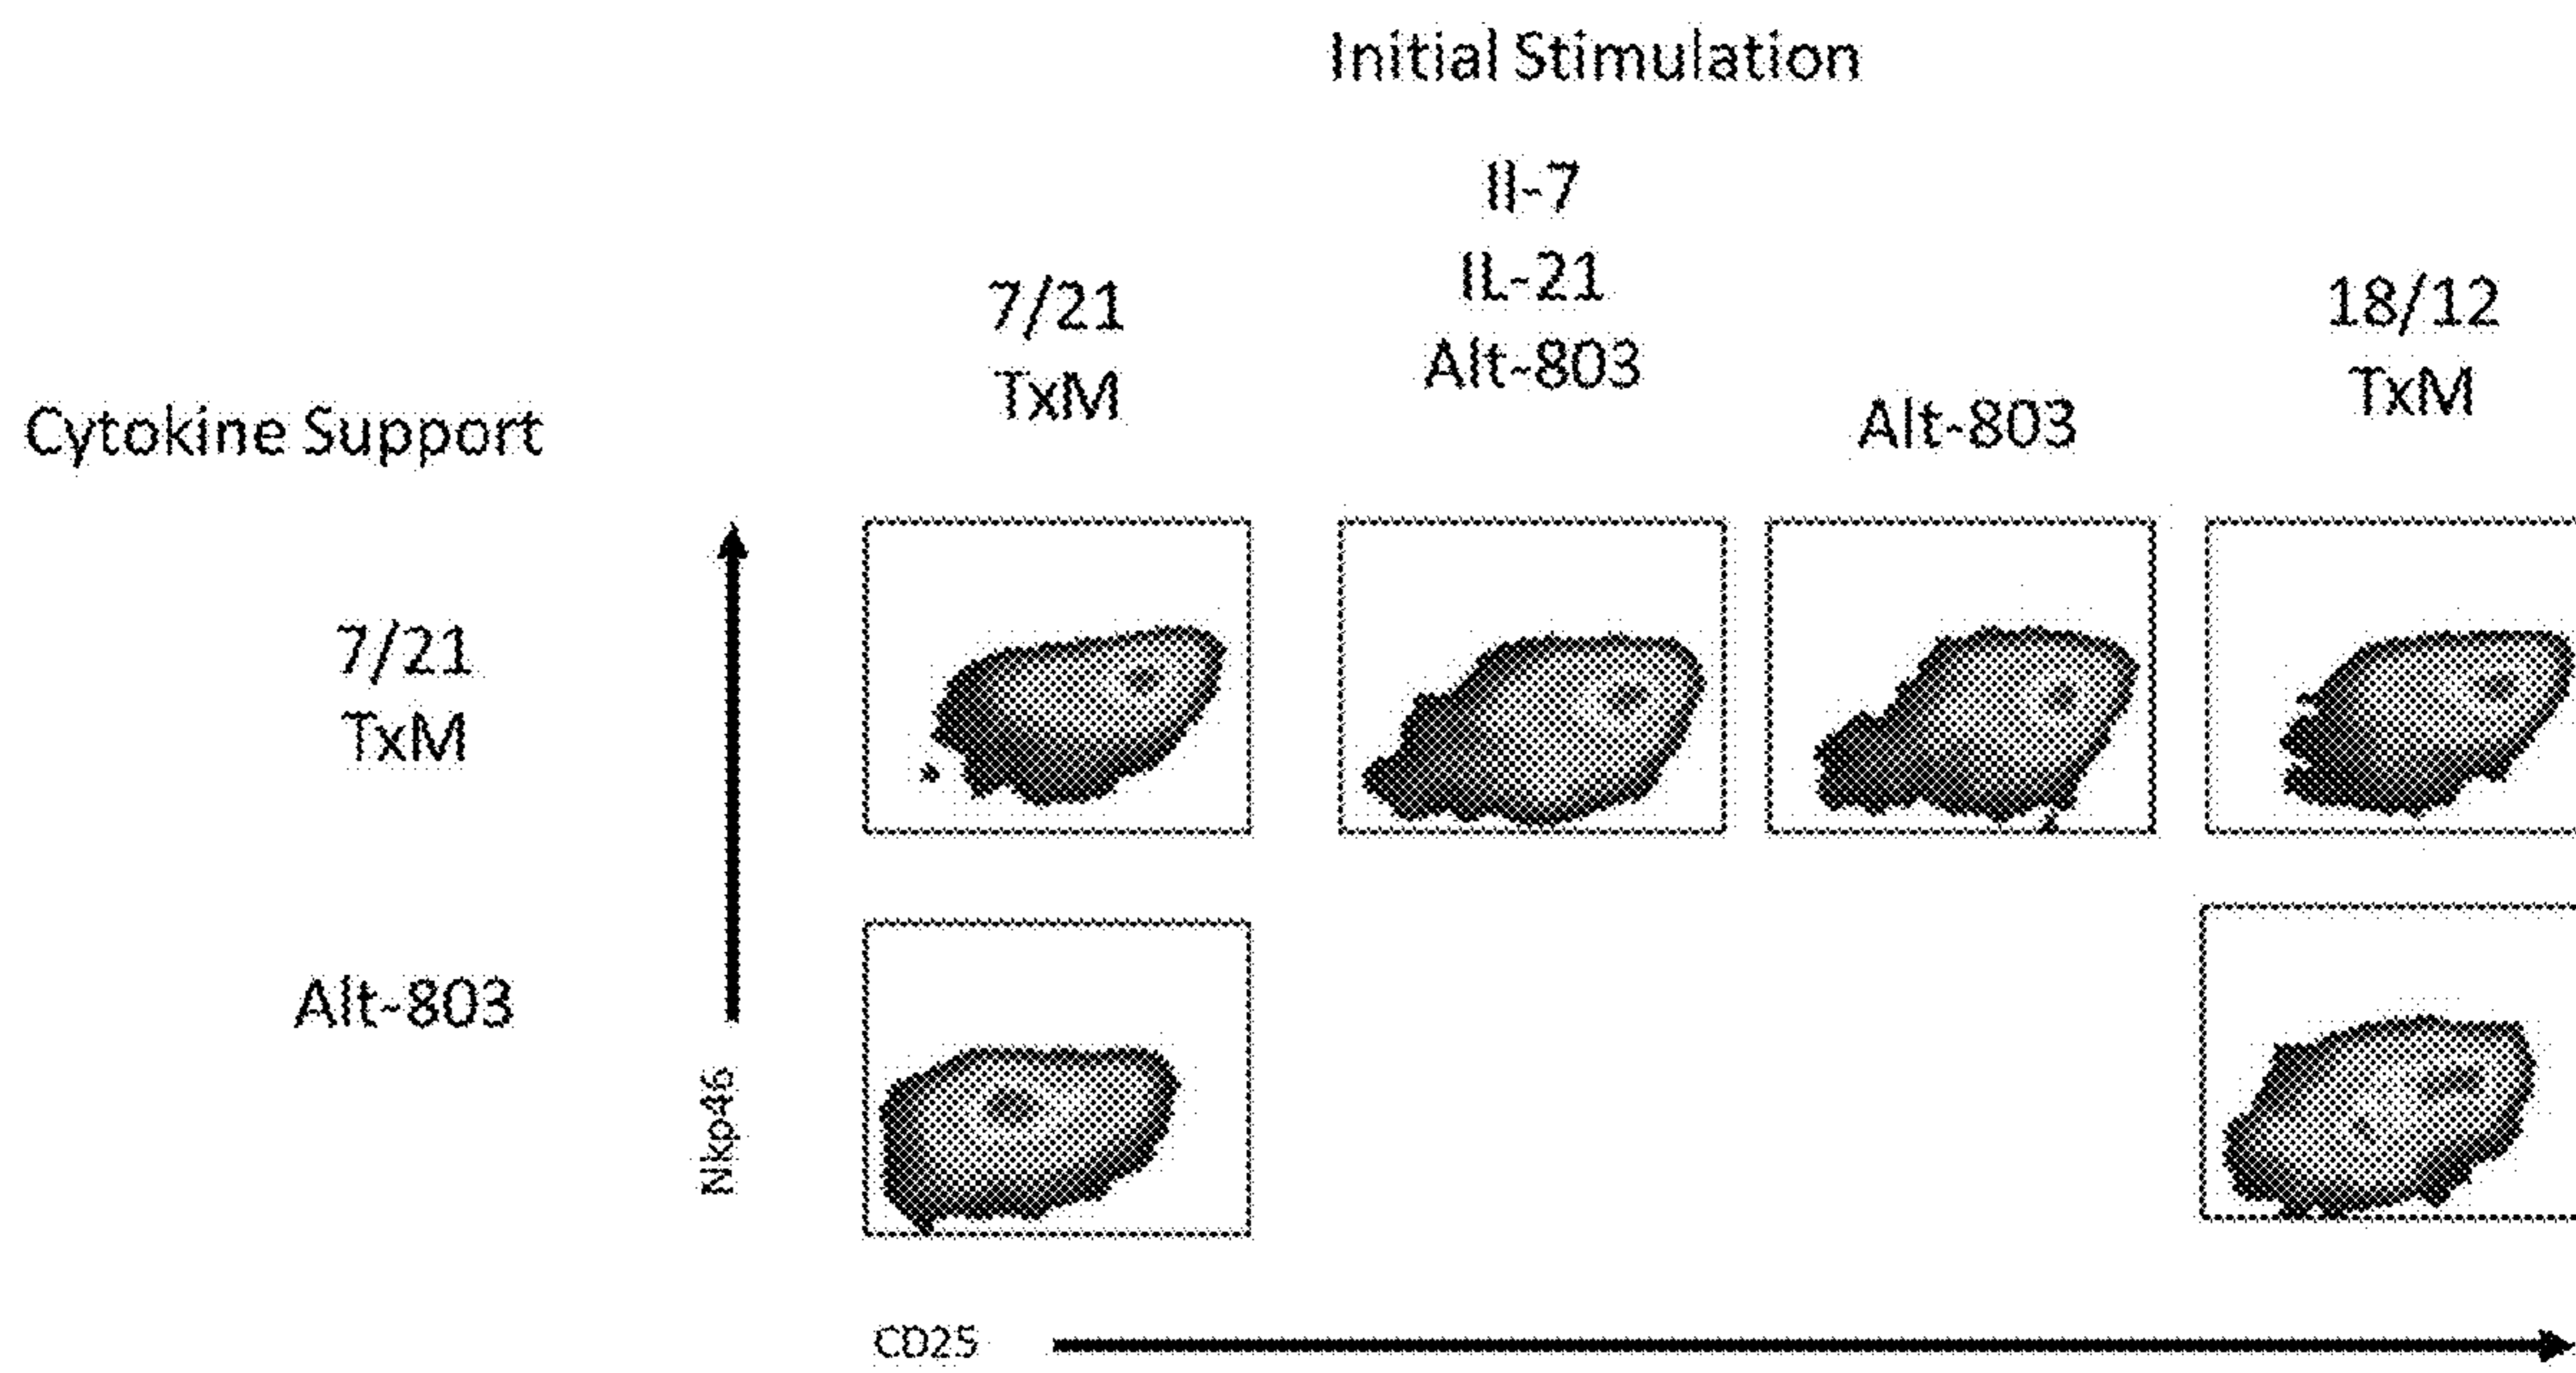 Initial Stimulation
Il-7
IL-21
Alt-803
7/21
TxM
Alt-803
18/12
TxM
Cytokine Support
7/21
TxM
Alt-803
Nkp46
CD25